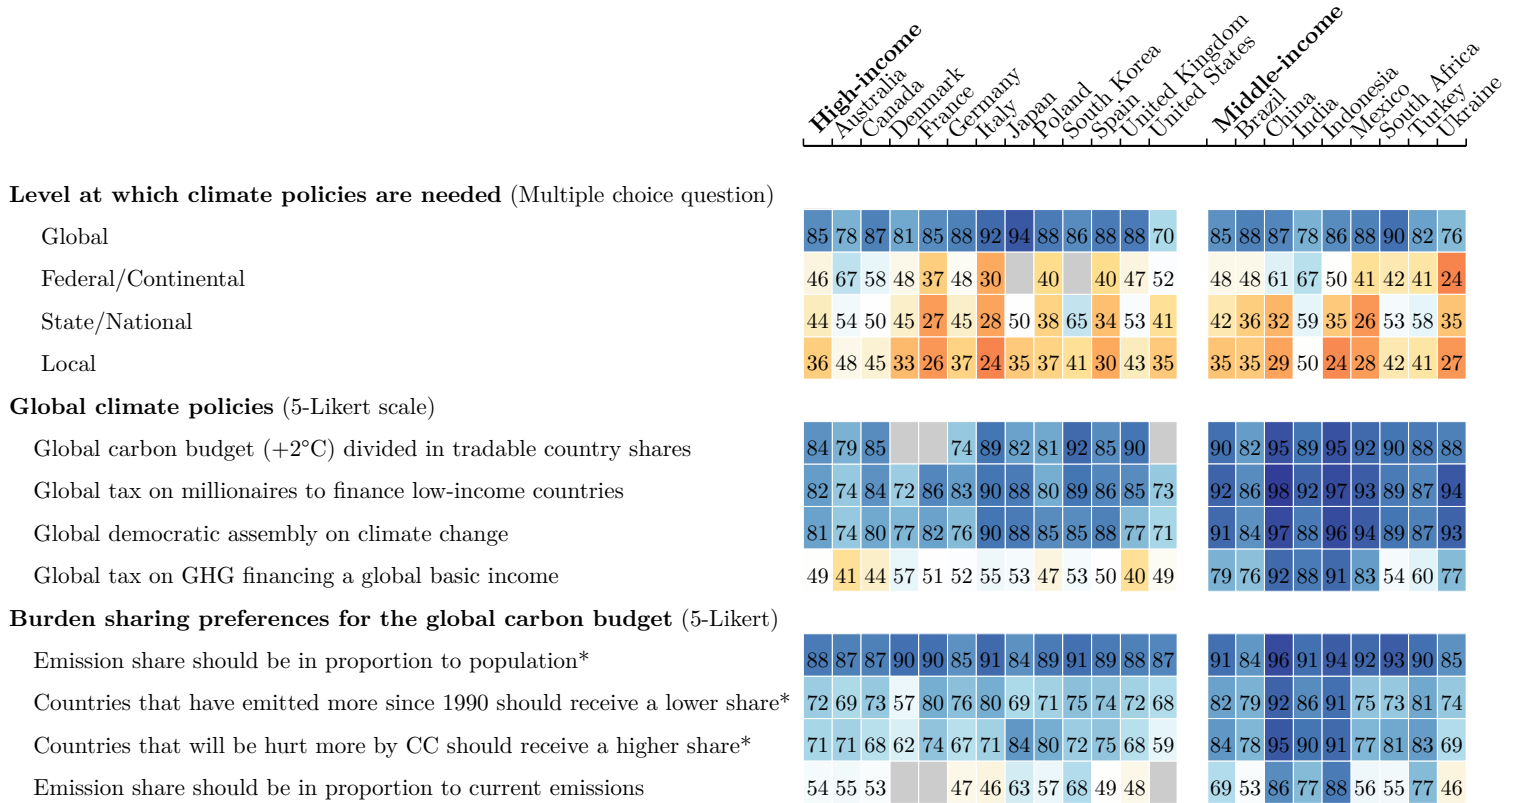 High-income
Australia
Canada
Denmark
France
Germany
Italy
Japan
Poland
South Korea
Spain
United Kingdom
United States
Middle-income
Brazil
China
India
Indonesia
Mexico
South Africa
Turkey
Ukraine
Level at which climate policies are needed (Multiple choice question)
Global 85 78 87 81 85 88 92 94 88 86 88 88 70 85 88 87 78 86 88 90 82 76
Federal/Continental 46 67 58 48 37 48 30 40 40 47 52 48 48 61 67 50 41 42 41 24
State/National 44 54 50 45 27 45 28 50 38 65 34 53 41 42 36 32 59 35 26 53 58 35
Local 36 48 45 33 26 37 24 35 37 41 30 43 35 35 35 29 50 24 28 42 41 27
Global climate policies (5-Likert scale)
Global carbon budget (+2°C) divided in tradable country shares 84 79 85 74 89 82 81 92 85 90 90 82 95 89 95 92 90 88 88
Global tax on millionaires to finance low-income countries 82 74 84 72 86 83 90 88 80 89 86 85 73 92 86 98 92 97 93 89 87 94
Global democratic assembly on climate change 81 74 80 77 82 76 90 88 85 85 88 77 71 91 84 97 88 96 94 89 87 93
Global tax on GHG financing a global basic income 49 41 44 57 51 52 55 53 47 53 50 40 49 79 76 92 88 91 83 54 60 77
Burden sharing preferences for the global carbon budget (5-Likert)
Emission share should be in proportion to population* 88 87 87 90 90 85 91 84 89 91 89 88 87 91 84 96 91 94 92 93 90 85
Countries that have emitted more since 1990 should receive a lower share* 72 69 73 57 80 76 80 69 71 75 74 72 68 82 79 92 86 91 75 73 81 74
Countries that will be hurt more by CC should receive a higher share* 71 71 68 62 74 67 71 84 80 72 75 68 59 84 78 95 90 91 77 81 83 69
Emission share should be in proportion to current emissions 54 55 53 47 46 63 57 68 49 48 69 53 86 77 88 56 55 77 46